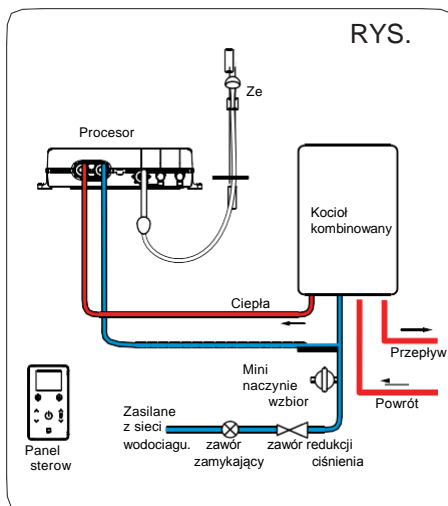 RYS.
Ze
Procesor
Kocioł
kombinowany
Ciepła
Przepływ
Mini
naczynie
wzbior
Powrót
Zasilane
z sieci
wodociagu.
zawór
zamykający
zawór redukcji
ciśnienia
Panel
sterow